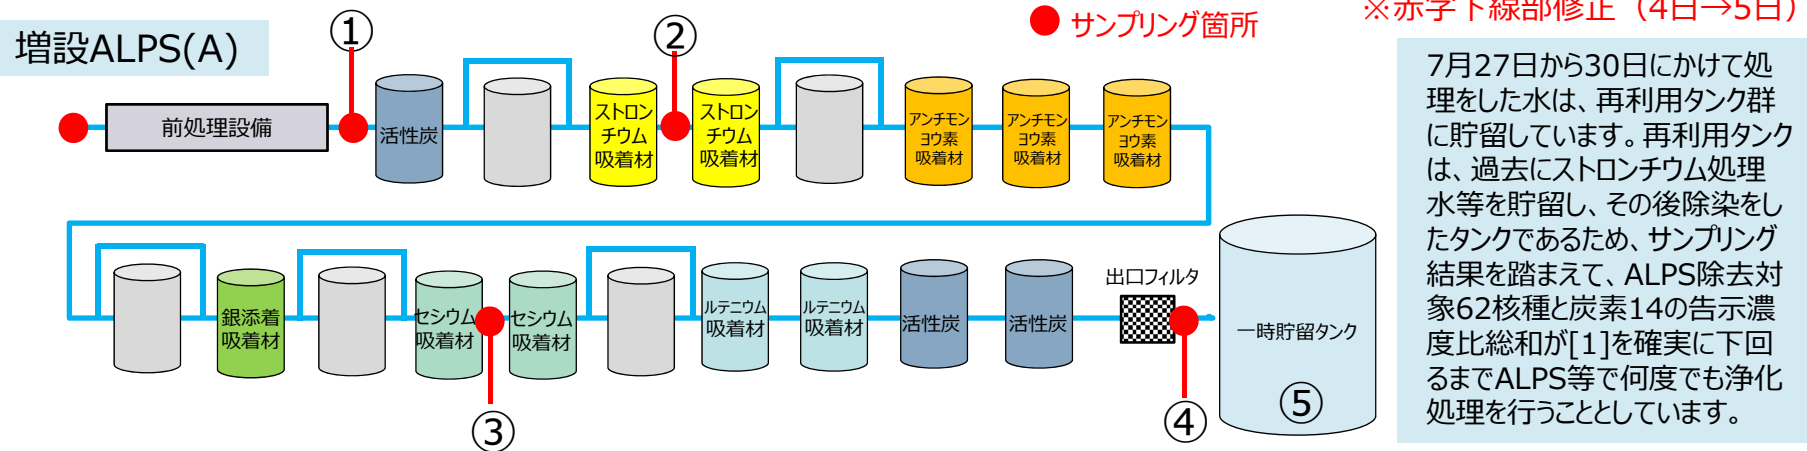 ※赤字下線部修正（4日→5日）
サンプリング箇所
増設ALPS(A)
①
②
前処理設備
活性炭
ストロン
チウム
吸着材
ストロン
チウム
吸着材
アンチモン
ヨウ素
吸着材
アンチモン
ヨウ素
吸着材
アンチモン
ヨウ素
吸着材
銀添着
吸着材
セシウム
吸着材
セシウム
吸着材
ルテニウム
吸着材
ルテニウム
吸着材
活性炭
活性炭
出口フィルタ
一時貯留タンク
③
④
⑤
7月27日から30日にかけて処
理をした水は、再利用タンク群
に貯留しています。再利用タンク
は、過去にストロンチウム処理
水等を貯留し、その後除染をし
たタンクであるため、サンプリング
結果を踏まえて、ALPS除去対
象62核種と炭素14の告示濃
度比総和が[1]を確実に下回
るまでALPS等で何度でも浄化
処理を行うこととしています。